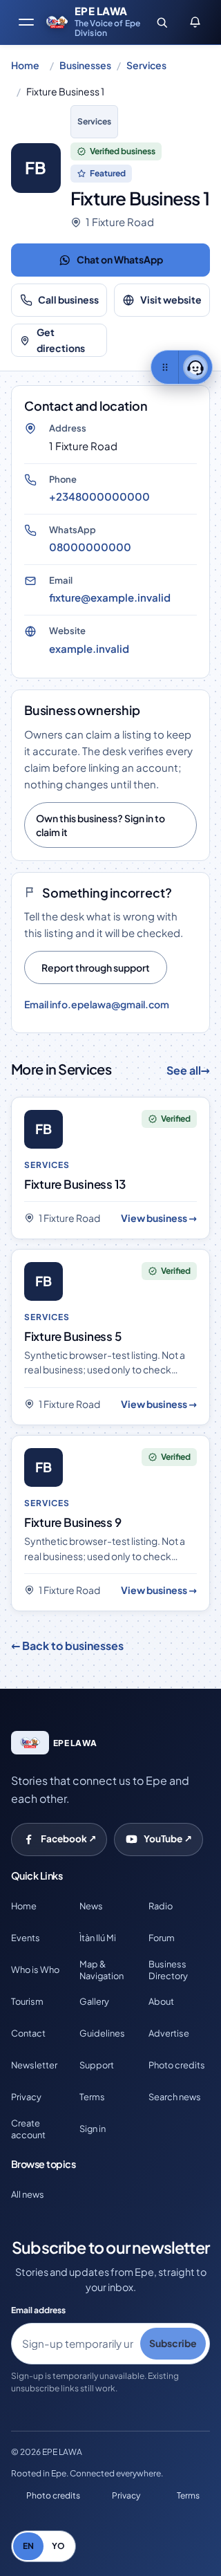 EPE LAWA
The Voice of Epe
Division
Home / Businesses / Services
/ Fixture Business 1
Services
FB
Verified business
Featured
Fixture Business 1
1 Fixture Road
Chat on WhatsApp
Call business
Visit website
Get
directions
Contact and location
Address
1 Fixture Road
Phone
+2348000000000
WhatsApp
08000000000
Email
fixture@example.invalid
Website
example.invalid
Business ownership
Owners can claim a listing to keep
it accurate. The desk verifies every
claim before linking an account;
nothing changes until then.
Own this business? Sign in to
claim it
Something incorrect?
Tell the desk what is wrong with
this listing and it will be checked.
Report through support
Email info.epelawa@gmail.com
More in Services
See all→
FB
Verified
SERVICES
Fixture Business 13
1 Fixture Road
View business →
FB
Verified
SERVICES
Fixture Business 5
Synthetic browser-test listing. Not a
real business; used only to check...
1 Fixture Road
View business →
FB
Verified
SERVICES
Fixture Business 9
Synthetic browser-test listing. Not a
real business; used only to check...
1 Fixture Road
View business →
← Back to businesses
EPE LAWA
Stories that connect us to Epe and
each other.
Facebook ↗
YouTube ↗
Quick Links
Home
News
Radio
Events
Ìtàn Ilú Mi
Forum
Who is Who
Map &
Navigation
Business
Directory
Tourism
Gallery
About
Contact
Guidelines
Advertise
Newsletter
Support
Photo credits
Privacy
Terms
Search news
Create
account
Sign in
Browse topics
All news
Subscribe to our newsletter
Stories and updates from Epe, straight to
your inbox.
Email address
Sign-up temporarily ur
Subscribe
Sign-up is temporarily unavailable. Existing
unsubscribe links still work.
© 2026 EPE LAWA
Rooted in Epe. Connected everywhere.
Photo credits
Privacy
Terms
EN
YO